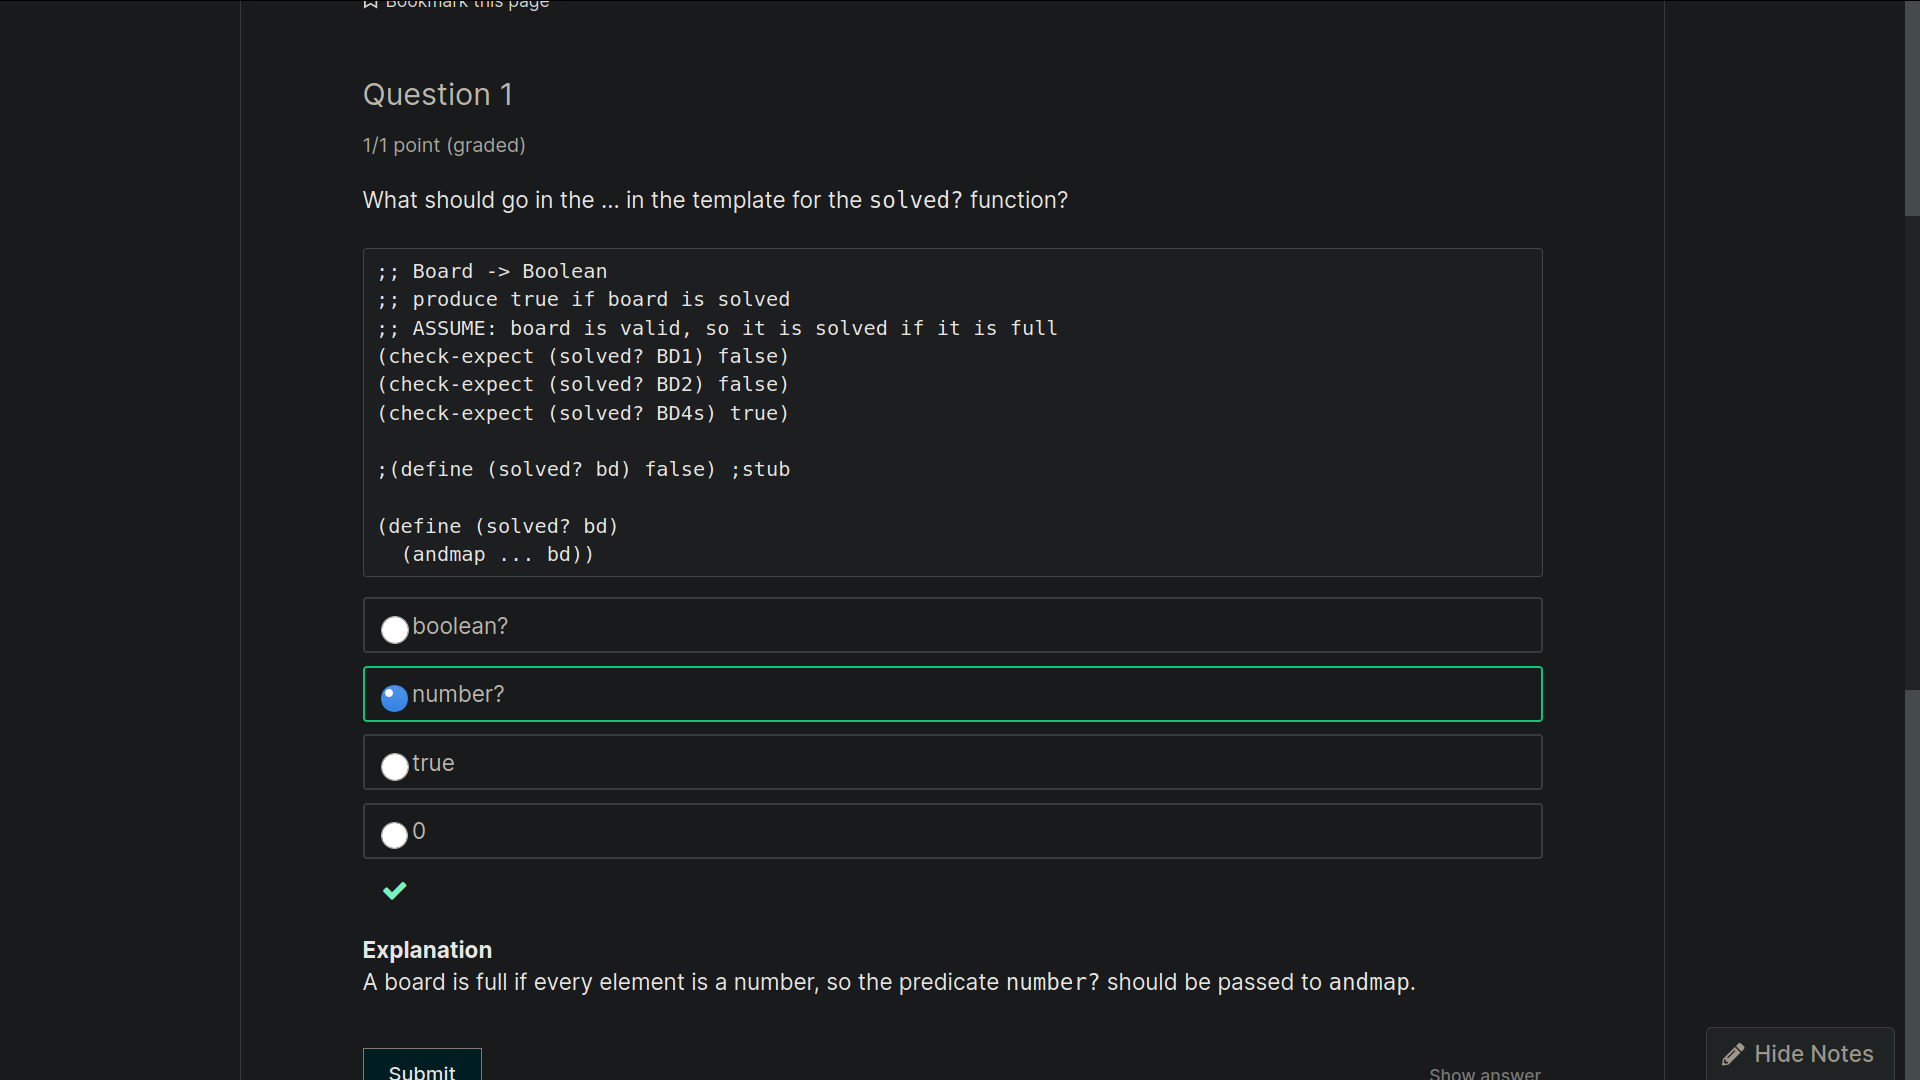 Bookmark this page
Question 1
1/1 point (graded)
What should go in the ... in the template for the solved? function?
;; Board -> Boolean
;; produce true if board is solved
;; ASSUME: board is valid, so it is solved if it is full
(check-expect (solved? BD1) false)
(check-expect (solved? BD2) false)
(check-expect (solved? BD4s) true)
;(define (solved? bd) false) ;stub
(define (solved? bd)
  (andmap ... bd))
boolean?
number?
true
0
Explanation
A board is full if every element is a number, so the predicate number? should be passed to andmap.
Submit
Show answer
Hide Notes